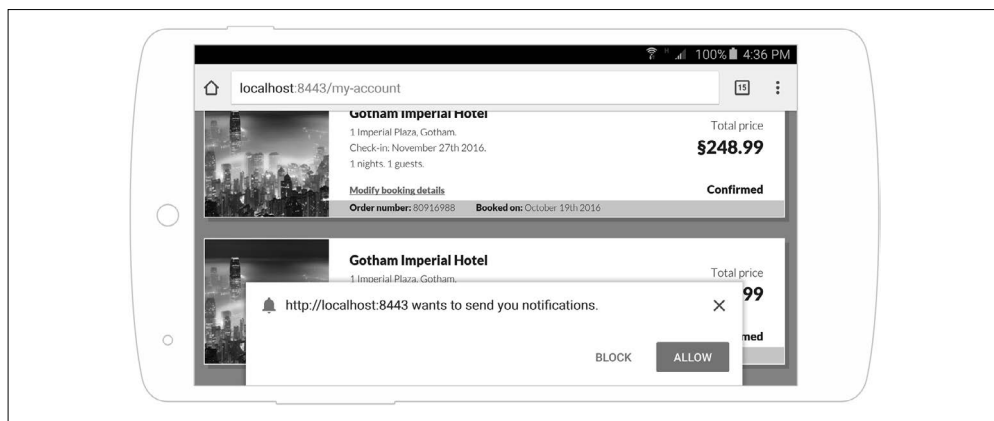 H 100% 4:36 PM
localhost:8443/my-account 15
Gotham Imperial Hotel
1 Imperial Plaza, Gotham.
Check-in: November 27th 2016.
1 nights. 1 guests.
Total price
§248.99
Modify booking details
Confirmed
Order number: 80916988 Booked on: October 19th 2016
Gotham Imperial Hotel
1 Imperial Plaza, Gotham.
Total price
99
http://localhost:8443 wants to send you notifications.
med
BLOCK ALLOW